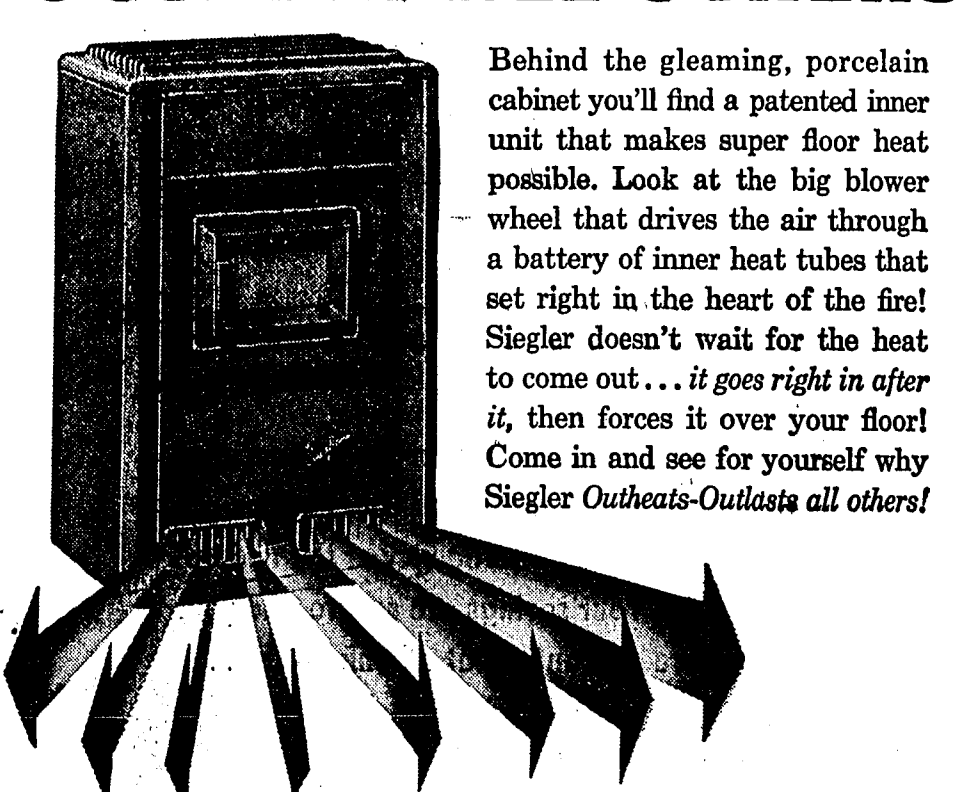 Behind the gleaming, porcelain
cabinet you'll find a patented inner
unit that makes super floor heat
possible. Look at the big blower
wheel that drives the air through
a battery of inner heat tubes that
set right in the heart of the fire!
Siegler doesn't wait for the heat
to come out... it goes right in after
it, then forces it over your floor!
Come in and see for yourself why
Siegler Outheats-Outlasts all others!